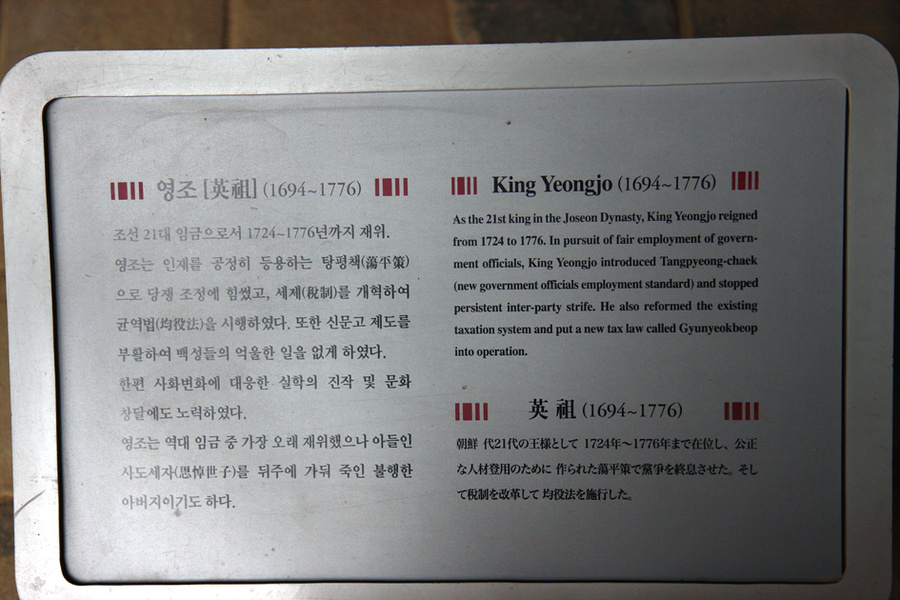 영조 [英祖] (1694~1776)
조선 21대 임금으로서 1724~1776년까지 재위.
영조는 인재를 공정히 등용하는 탕평책(蕩平策)
으로 당쟁 조정에 힘썼고, 세제(稅制)를 개혁하여
균역법(均役法)을 시행하였다. 또한 신문고 제도를
부활하여 백성들의 억울한 일을 없게 하였다.
한편 사화변화에 대응한 실학의 진작 및 문화
창달에도 노력하였다.
영조는 역대 임금 중 가장 오래 재위했으나 아들인
사도세자(思悼世子)를 뒤주에 가둬 죽인 불행한
아버지이기도 하다.
King Yeongjo (1694~1776)
As the 21st king in the Joseon Dynasty, King Yeongjo reigned
from 1724 to 1776. In pursuit of fair employment of govern-
ment officials, King Yeongjo introduced Tangpyeong-chaek
(new government officials employment standard) and stopped
persistent inter-party strife. He also reformed the existing
taxation system and put a new tax law called Gyunyeokbeop
into operation.
英 祖 (1694~1776)
朝鮮 代21代の王様として 1724年~1776年まで在位し、公正
な人材登用のために 作られた蕩平策で黨爭を終息させた。そし
て税制を改革して 均役法を施行した。